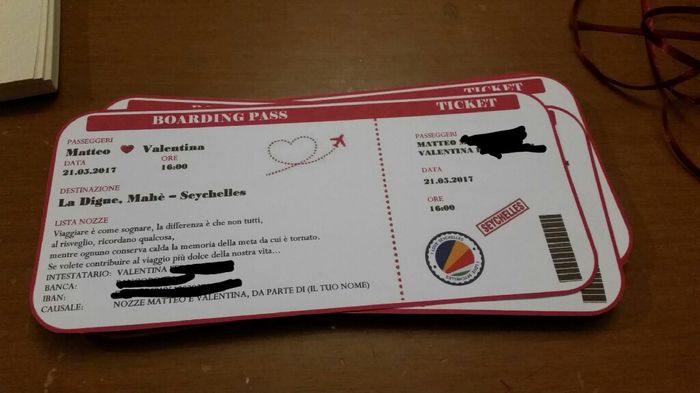 TICKET
BOARDING PASS
TICKET
PASSEGGERI
Matteo Valentina
DATA ORE
21.03.2017 16:00
DESTINAZIONE
La Digue, Mahè – Seychelles
LISTA NOZZE
Viaggiare è come sognare, la differenza è che non tutti,
al risveglio, ricordano qualcosa,
mentre ognuno conserva calda la memoria della meta da cui è tornato.
Se volete contribuire al viaggio più dolce della nostra vita...
INTESTATARIO: VALENTINA
BANCA:
IBAN:
CAUSALE: NOZZE MATTEO E VALENTINA, DA PARTE DI (IL TUO NOME)
PASSEGGERI
MATTEO
VALENTINA
DATA
21.03.2017
ORE
16:00
SEYCHELLES